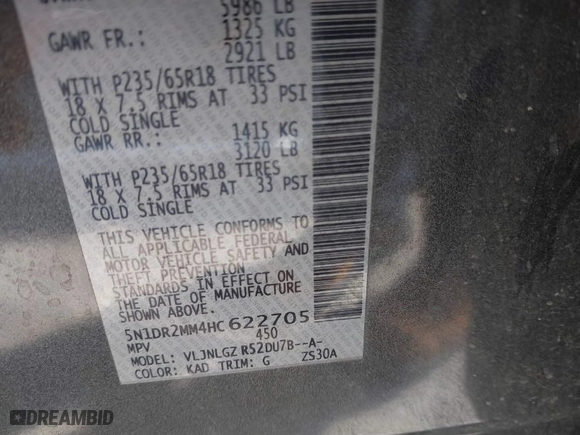 5986 LB
GAWR FR.: 1325 KG
2921 LB
WITH P235/65R18 TIRES
18 X 7.5 RIMS AT 33 PSI
COLD SINGLE
GAWR RR.: 1415 KG
3120 LB
WITH P235/65R18 TIRES
18 X 7.5 RIMS AT 33 PSI
COLD SINGLE
THIS VEHICLE CONFORMS TO
ALL APPLICABLE FEDERAL
MOTOR VEHICLE SAFETY AND
THEFT PREVENTION
STANDARDS IN EFFECT ON
THE DATE OF MANUFACTURE
SHOWN ABOVE.
5N1DR2MM4HC622705
MPV 450
MODEL: VLJNLGZ R52DU7B--A-
COLOR: KAD TRIM: G ZS30A
DREAMBID